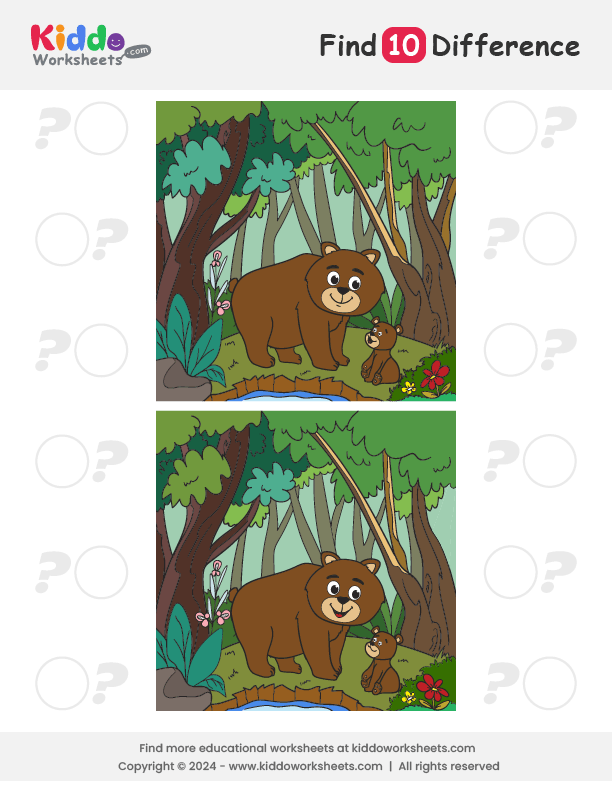 Kiddo
Worksheets .com
Find 10 Difference
? ?
? ?
? ?
? ?
? ?
? ?
Find more educational worksheets at kiddoworksheets.com
Copyright © 2024 - www.kiddoworksheets.com | All rights reserved